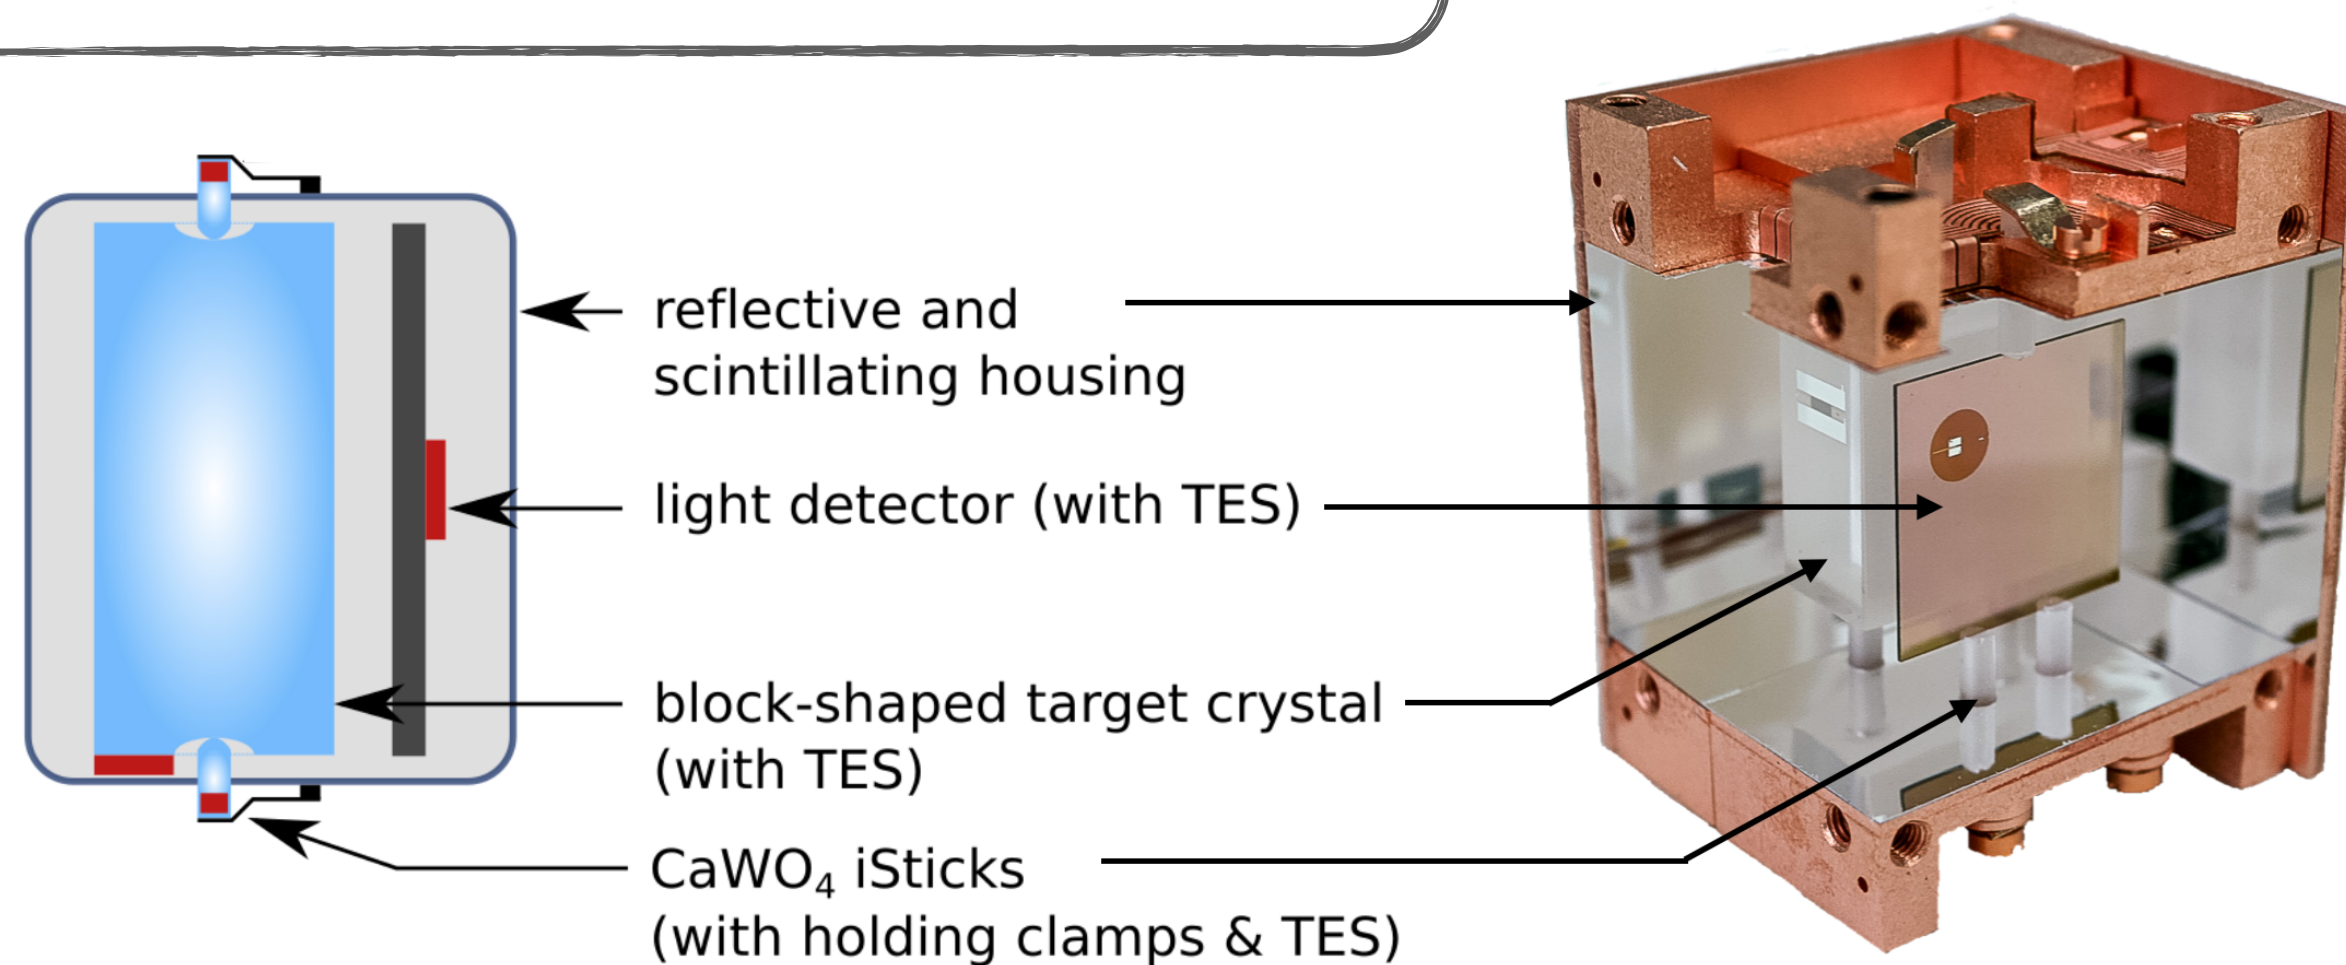 reflective and
scintillating housing
light detector (with TES)
block-shaped target crystal
(with TES)
CaWO₄ iSticks
(with holding clamps & TES)